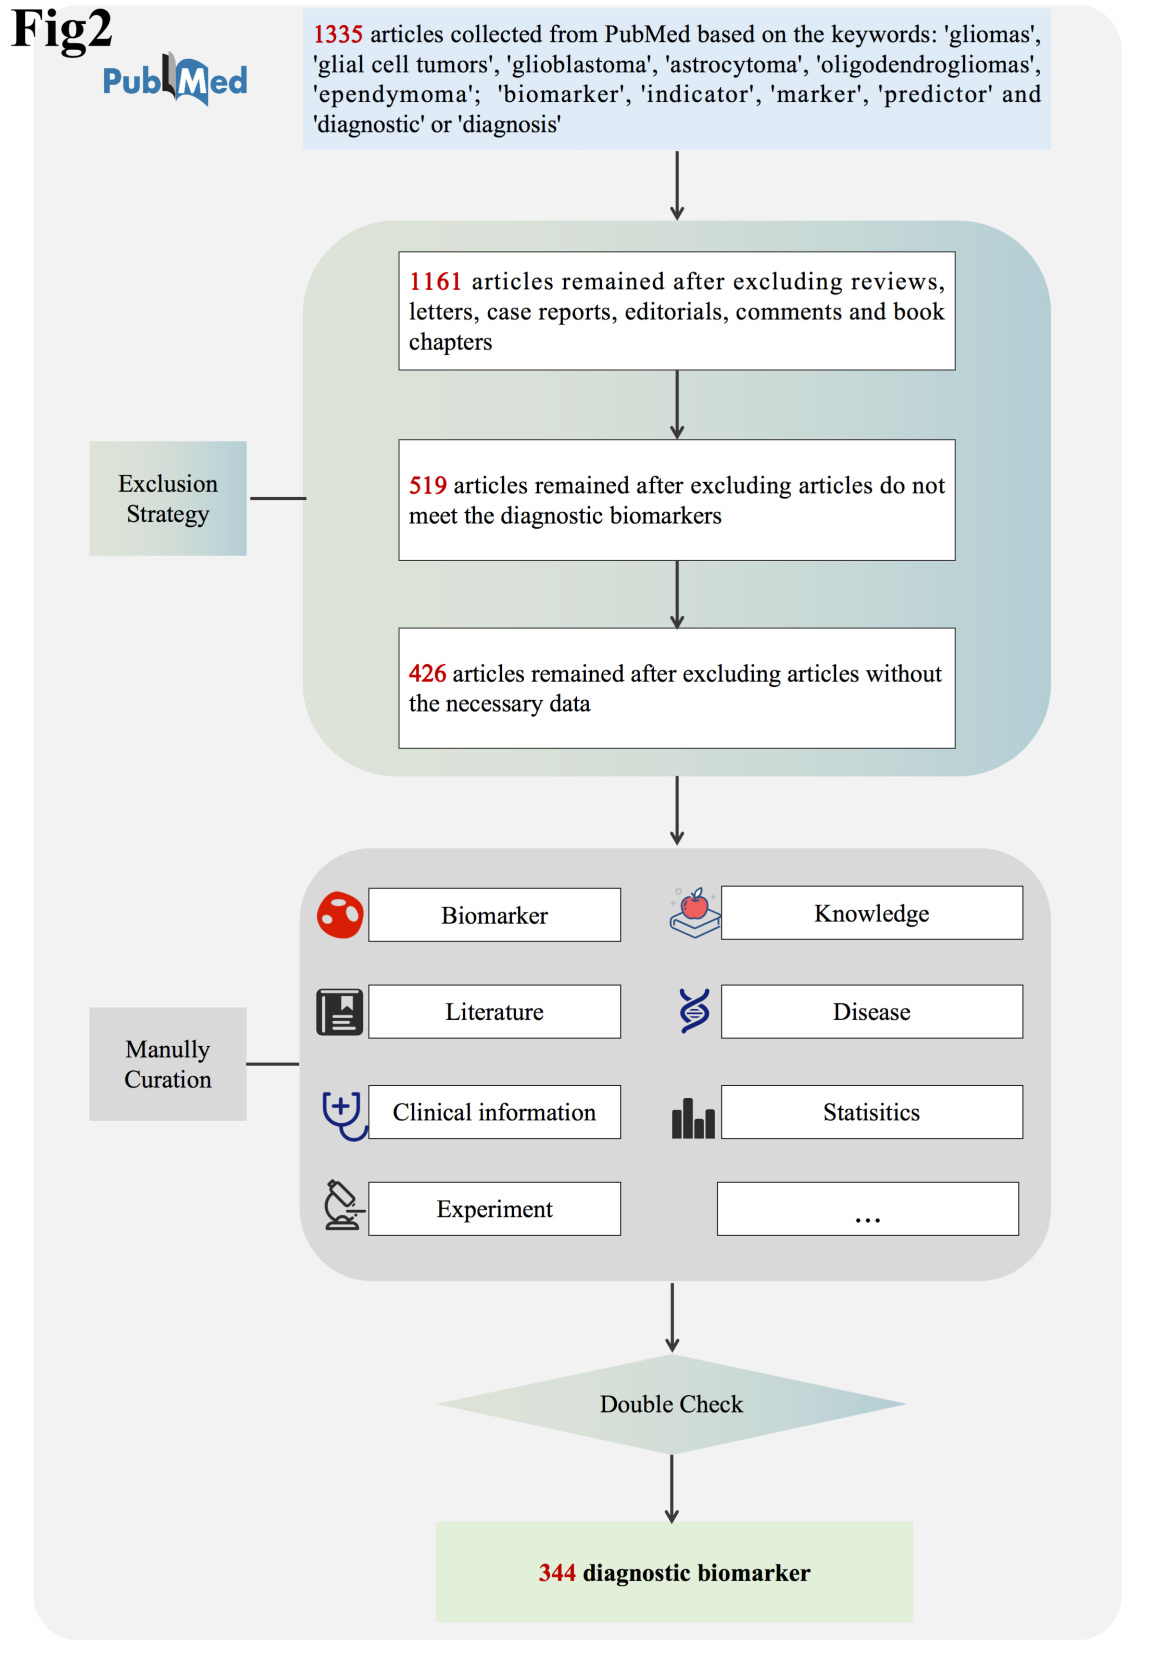 Fig2
PubMed
1335 articles collected from PubMed based on the keywords: 'gliomas',
'glial cell tumors', 'glioblastoma', 'astrocytoma', 'oligodendrogliomas',
'ependymoma'; 'biomarker', 'indicator', 'marker', 'predictor' and
'diagnostic' or 'diagnosis'
1161 articles remained after excluding reviews,
letters, case reports, editorials, comments and book
chapters
Exclusion
Strategy
519 articles remained after excluding articles do not
meet the diagnostic biomarkers
426 articles remained after excluding articles without
the necessary data
Manully
Curation
Biomarker
Knowledge
Literature
Disease
Clinical information
Statisitics
Experiment
...
Double Check
344 diagnostic biomarker